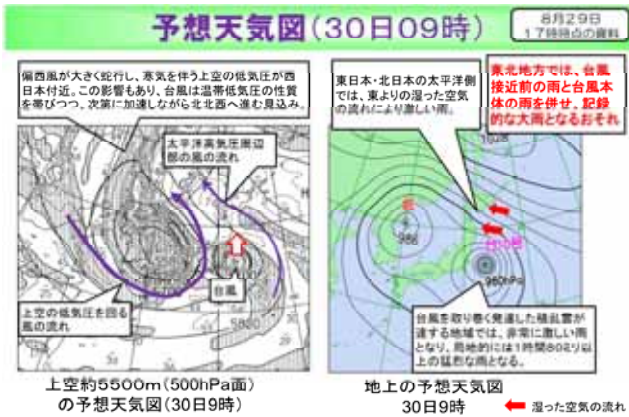 予想天気図(30日09時)
8月29日
17時時点の資料
偏西風が大きく蛇行し、寒気を伴う上空の低気圧が西
日本付近。この影響もあり、台風は温帯低気圧の性質
を帯びつつ、次第に加速しながら北北西へ進む見込み。
太平洋高気圧周辺
部の風の流れ
台風
上空の低気圧を回る
風の流れ
5800
上空約5500m(500hPa面)
の予想天気図(30日9時)
東日本・北日本の太平洋側
では、東よりの湿った空気
の流れにより激しい雨。
東北地方では、台風
接近前の雨と台風本
体の雨を併せ、記録
的な大雨となるおそれ
低
986
台10号
960hPa
台風を取り巻く発達した積乱雲が
達する地域では、非常に激しい雨
となり、局地的には1時間80ミリ以
上の猛烈な雨となる。
地上の予想天気図
30日9時
湿った空気の流れ